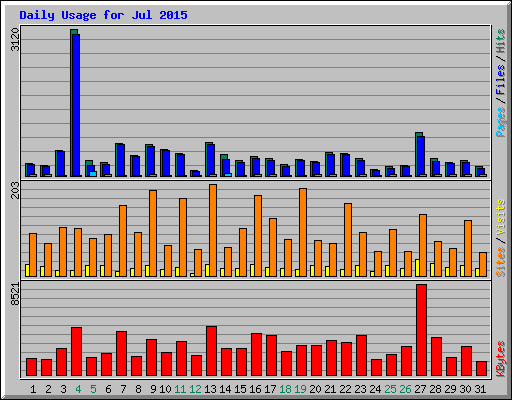 Daily Usage for Jul 2015
3120
Pages / Files / Hits
203
Sites / Visits
8521
KBytes
1 2 3 4 5 6 7 8 9 10 11 12 13 14 15 16 17 18 19 20 21 22 23 24 25 26 27 28 29 30 31